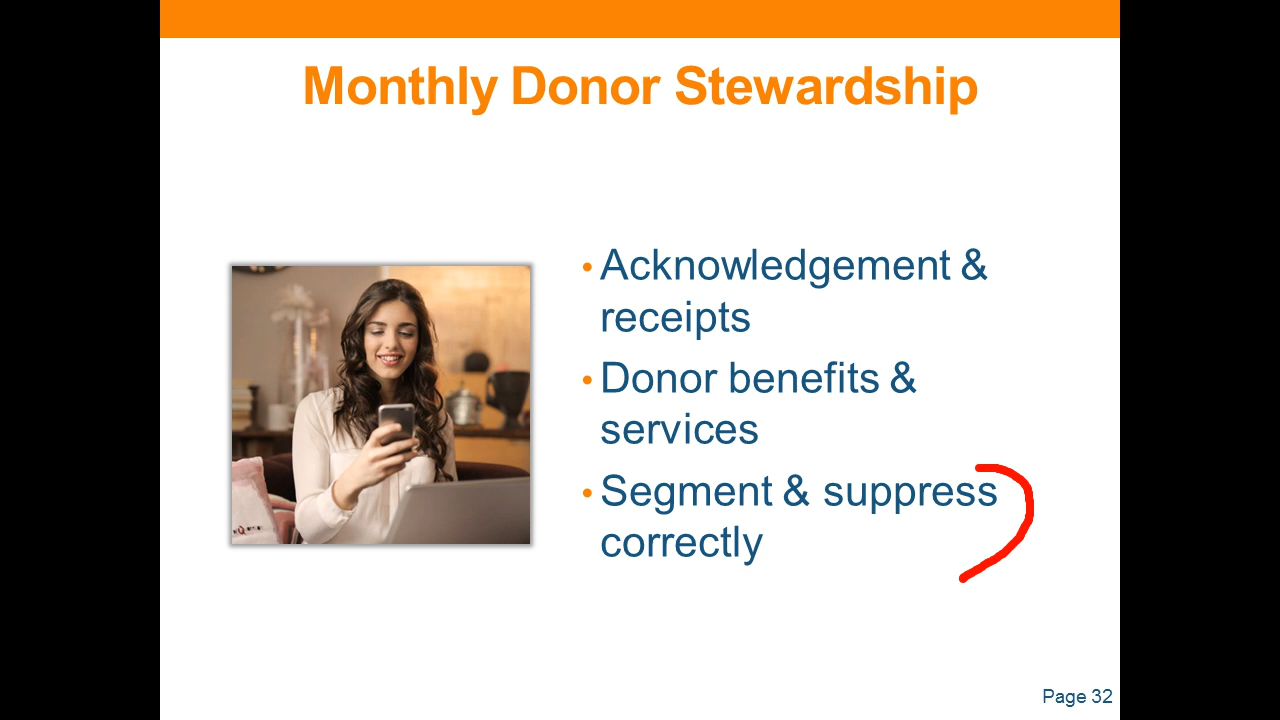 Monthly Donor Stewardship
• Acknowledgement &
receipts
• Donor benefits &
services
• Segment & suppress
correctly
Page 32